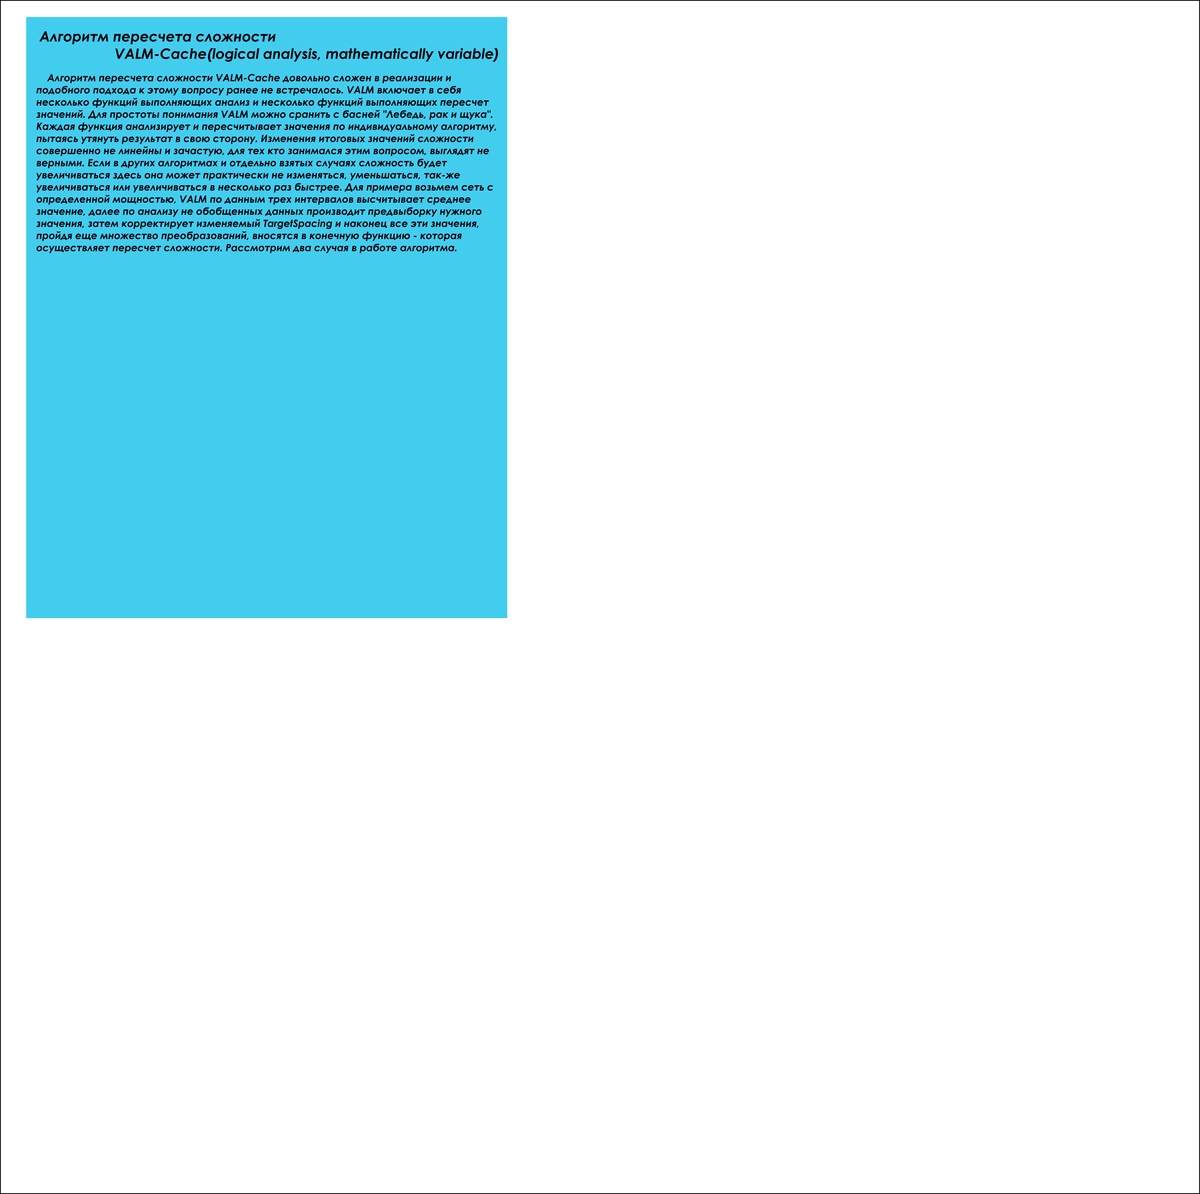 Алгоритм пересчета сложности
VALM-Cache(logical analysis, mathematically variable)
Алгоритм пересчета сложности VALM-Cache довольно сложен в реализации и
подобного подхода к этому вопросу ранее не встречалось. VALM включает в себя
несколько функций выполняющих анализ и несколько функций выполняющих пересчет
значений. Для простоты понимания VALM можно сранить с басней "Лебедь, рак и щука".
Каждая функция анализирует и пересчитывает значения по индивидуальному алгоритму,
пытаясь утянуть результат в свою сторону. Изменения итоговых значений сложности
совершенно не линейны и зачастую, для тех кто занимался этим вопросом, выглядят не
верными. Если в других алгоритмах и отдельно взятых случаях сложность будет
увеличиваться здесь она может практически не изменяться, уменьшаться, так-же
увеличиваться или увеличиваться в несколько раз быстрее. Для примера возьмем сеть с
определенной мощностью, VALM по данным трех интервалов высчитывает среднее
значение, далее по анализу не обобщенных данных производит предвыборку нужного
значения, затем корректирует изменяемый TargetSpacing и наконец все эти значения,
пройдя еще множество преобразований, вносятся в конечную функцию - которая
осуществляет пересчет сложности. Рассмотрим два случая в работе алгоритма.